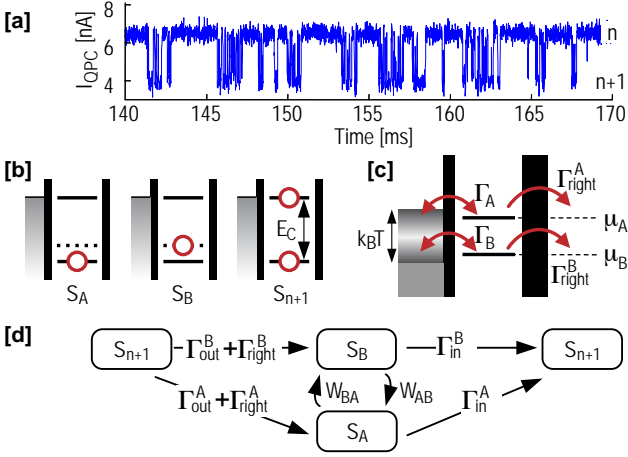 [a]
I_QPC [nA]
8
6
4
n
n+1
140 145 150 155 160 165 170
Time [ms]
[b]
E_C
S_A S_B S_n+1
[c]
k_BT
Γ_A
Γ_B
Γ^A_right
Γ^B_right
μ_A
μ_B
[d]
S_n+1 Γ^B_out+Γ^B_right S_B Γ^B_in S_n+1
Γ^A_out+Γ^A_right W_BA W_AB Γ^A_in
S_A